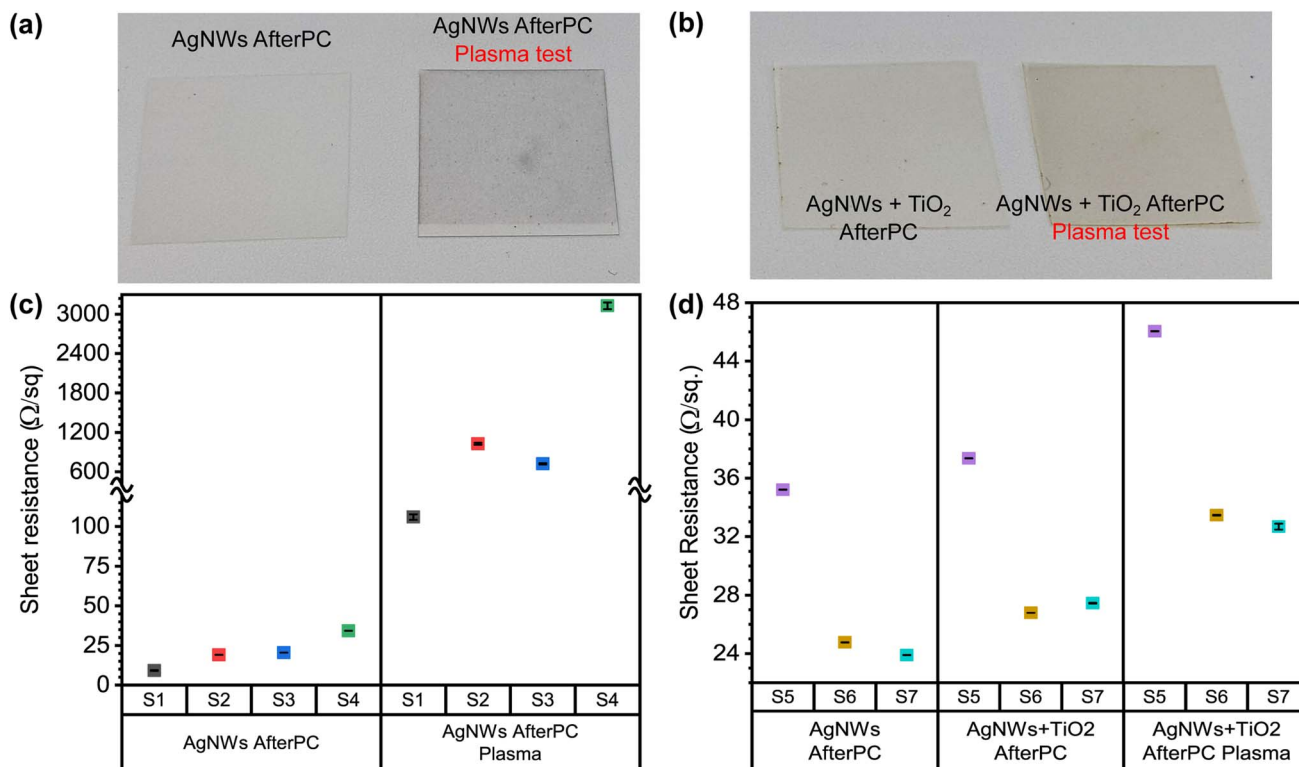 (a)
AgNWs AfterPC
AgNWs AfterPC
Plasma test
(b)
AgNWs + TiO₂
AfterPC
AgNWs + TiO₂ AfterPC
Plasma test
(c)
Sheet resistance (Ω/sq)
3000
2400
1800
1200
600
100
75
50
25
0
S1 S2 S3 S4 S1 S2 S3 S4
AgNWs AfterPC
AgNWs AfterPC
Plasma
(d)
Sheet Resistance (Ω/sq.)
48
44
40
36
32
28
24
S5 S6 S7 S5 S6 S7 S5 S6 S7
AgNWs
AfterPC
AgNWs+TiO2
AfterPC
AgNWs+TiO2
AfterPC Plasma